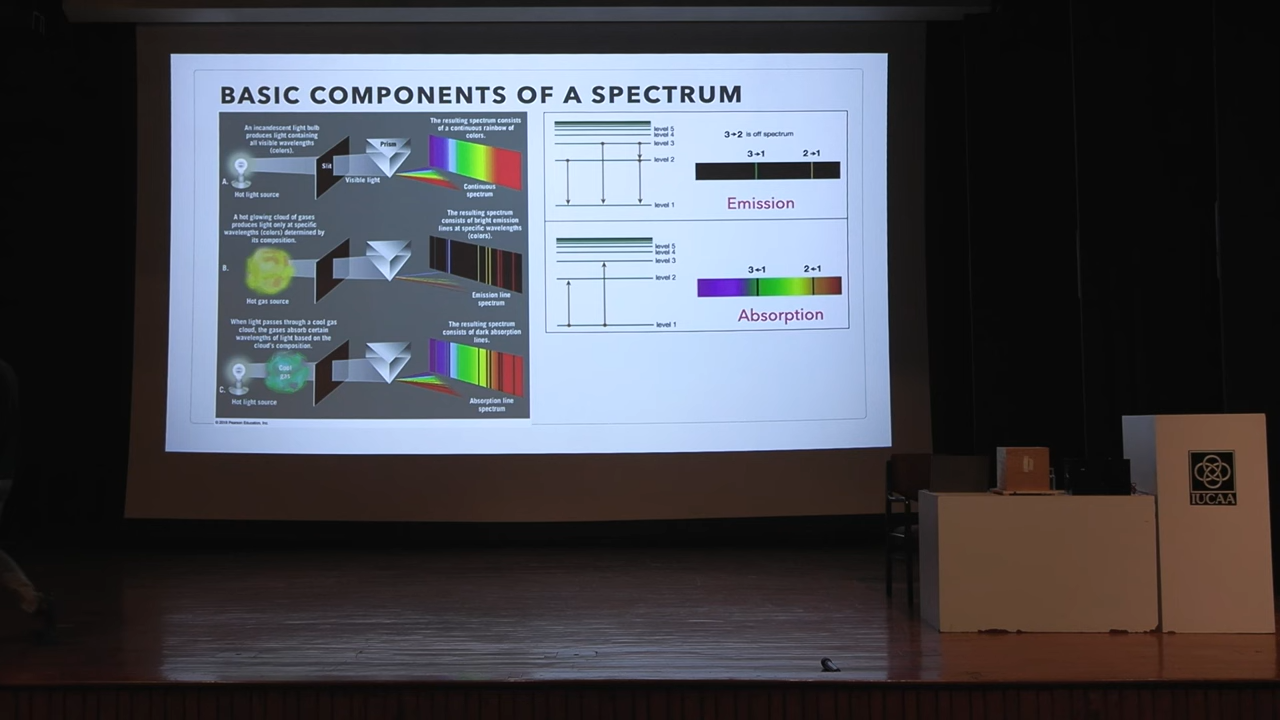 BASIC COMPONENTS OF A SPECTRUM
An incandescent light bulb
produces light containing
all visible wavelengths
(colors).
The resulting spectrum consists
of a continuous rainbow of
colors.
Prism
Slit
A.
Visible light
Hot light source
Continuous
spectrum
A hot glowing cloud of gases
produces light only at specific
wavelengths (colors) determined by
its composition.
The resulting spectrum
consists of bright emission
lines at specific wavelengths
(colors).
B.
Hot gas source
Emission line
spectrum
When light passes through a cool gas
cloud, the gases absorb certain
wavelengths of light based on the
cloud's composition.
The resulting spectrum
consists of dark absorption
lines.
Cool
gas
C.
Hot light source
Absorption line
spectrum
© 2015 Pearson Education, Inc.
level 5
level 4
level 3
level 2
level 1
3→2 is off spectrum
3→1 2→1
Emission
level 5
level 4
level 3
level 2
level 1
3←1 2←1
Absorption
IUCAA